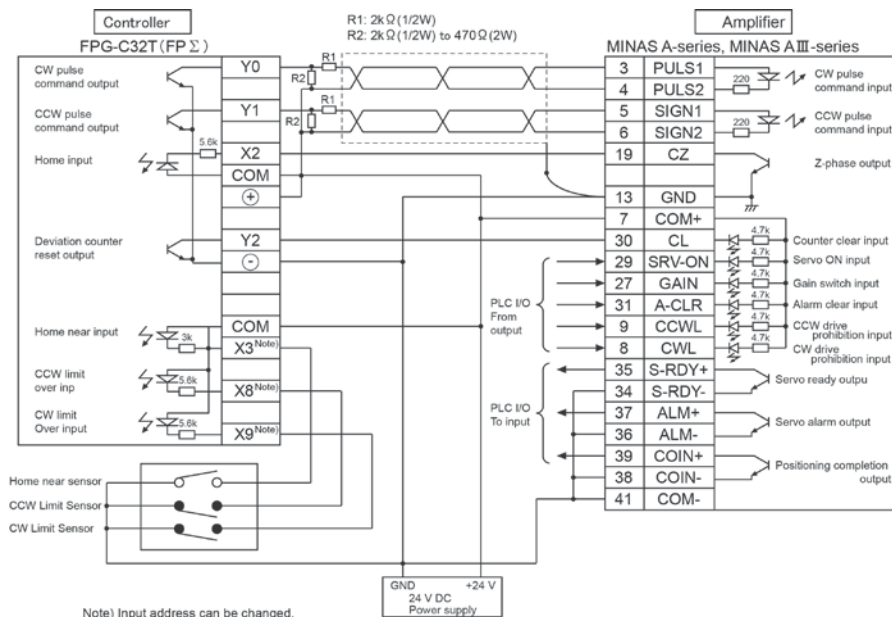 Controller
FPG-C32T(FPΣ)
R1: 2kΩ(1/2W)
R2: 2kΩ(1/2W) to 470Ω(2W)
Amplifier
MINAS A-series, MINAS AⅢ-series
CW pulse
command output
Y0
R1
R2
3 PULS1
4 PULS2
220
CW pulse
command input
CCW pulse
command output
Y1
R1
R2
5 SIGN1
6 SIGN2
220
CCW pulse
command input
Home input
5.6k
X2
COM
+
19 CZ
Z-phase output
13 GND
7 COM+
Deviation counter
reset output
Y2
-
30 CL
4.7k
Counter clear input
29 SRV-ON
4.7k
Servo ON input
27 GAIN
4.7k
Gain switch input
31 A-CLR
4.7k
Alarm clear input
9 CCWL
4.7k
CCW drive
prohibition input
8 CWL
4.7k
CW drive
prohibition input
PLC I/O
From
output
Home near input
3k
COM
X3 Note)
CCW limit
over inp
5.6k
X8 Note)
CW limit
Over input
5.6k
X9 Note)
PLC I/O
To input
35 S-RDY+
34 S-RDY-
Servo ready outpu
37 ALM+
36 ALM-
Servo alarm output
39 COIN+
38 COIN-
Positioning completion
output
41 COM-
Home near sensor
CCW Limit Sensor
CW Limit Sensor
GND +24 V
24 V DC
Power supply
Note) Input address can be changed.